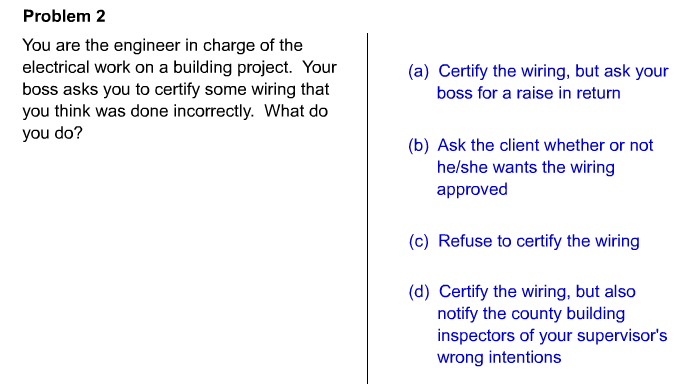 Problem 2
You are the engineer in charge of the
electrical work on a building project. Your
boss asks you to certify some wiring that
you think was done incorrectly. What do
you do?
(a) Certify the wiring, but ask your
boss for a raise in return
(b) Ask the client whether or not
he/she wants the wiring
approved
(c) Refuse to certify the wiring
(d) Certify the wiring, but also
notify the county building
inspectors of your supervisor's
wrong intentions